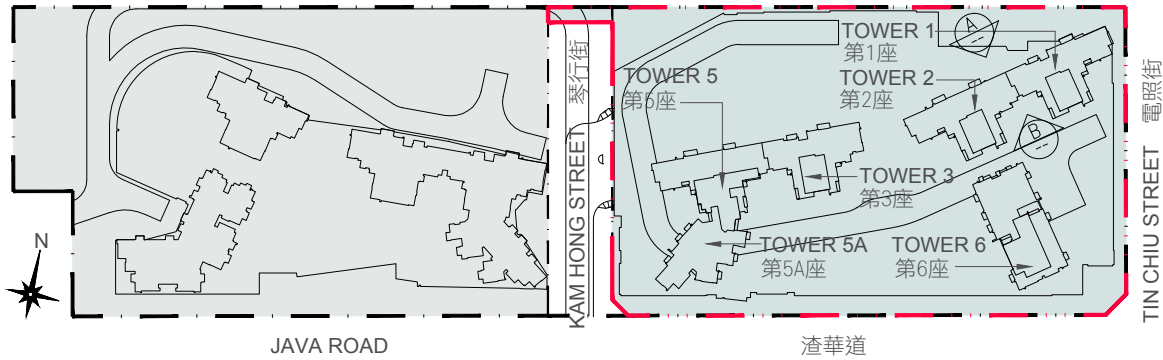 TOWER 1
第1座
A
TOWER 2
第2座
TOWER 5
第5座
B
TOWER 3
第3座
TOWER 5A
第5A座
TOWER 6
第6座
琴行街
KAM HONG STREET
電照街
TIN CHIU STREET
N
JAVA ROAD
渣華道